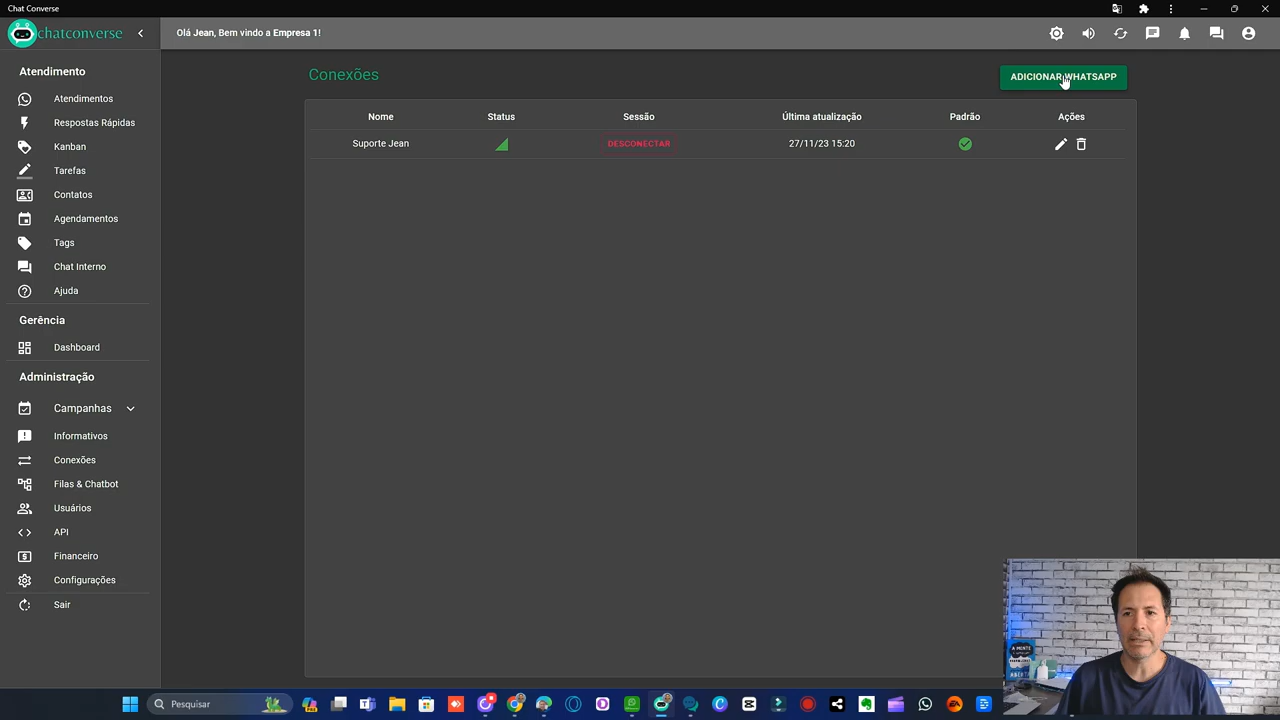 Chat Converse
chatconverse
Olá Jean, Bem vindo a Empresa 1!
Atendimento
Atendimentos
Respostas Rápidas
Kanban
Tarefas
Contatos
Agendamentos
Tags
Chat Interno
Ajuda
Gerência
Dashboard
Administração
Campanhas
Informativos
Conexões
Filas & Chatbot
Usuários
API
Financeiro
Configurações
Sair
Conexões
ADICIONAR WHATSAPP
Nome Status Sessão Última atualização Padrão Ações
Suporte Jean DESCONECTAR 27/11/23 15:20
A MENTE
ABERTA
Pesquisar